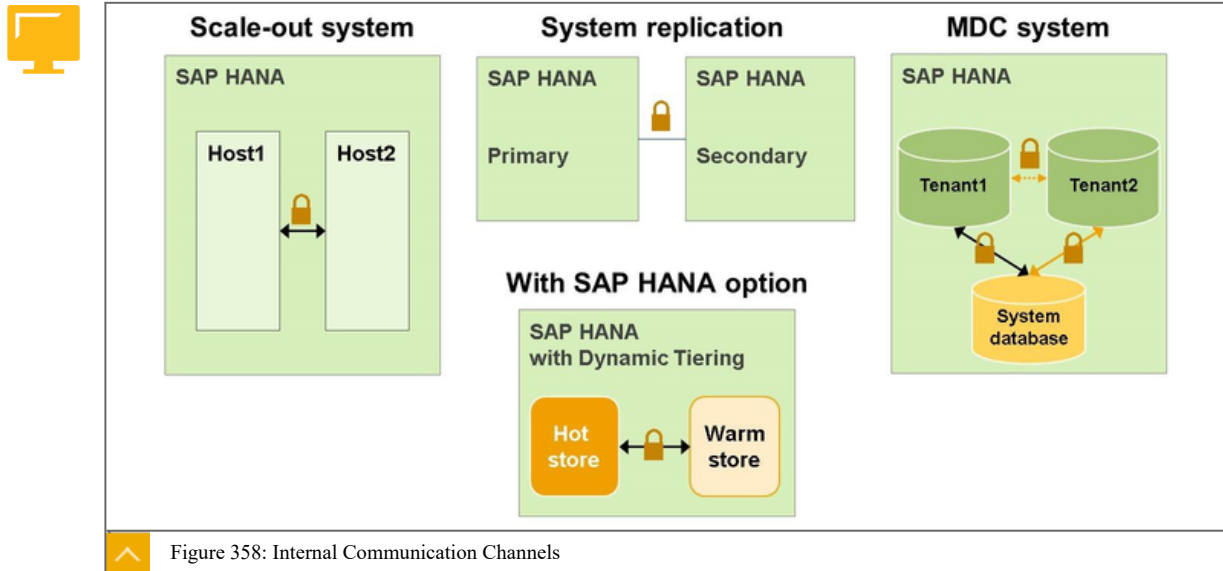 Scale-out system
SAP HANA
Host1
Host2
System replication
SAP HANA
Primary
SAP HANA
Secondary
MDC system
SAP HANA
Tenant1
Tenant2
System
database
With SAP HANA option
SAP HANA
with Dynamic Tiering
Hot
store
Warm
store
Figure 358: Internal Communication Channels